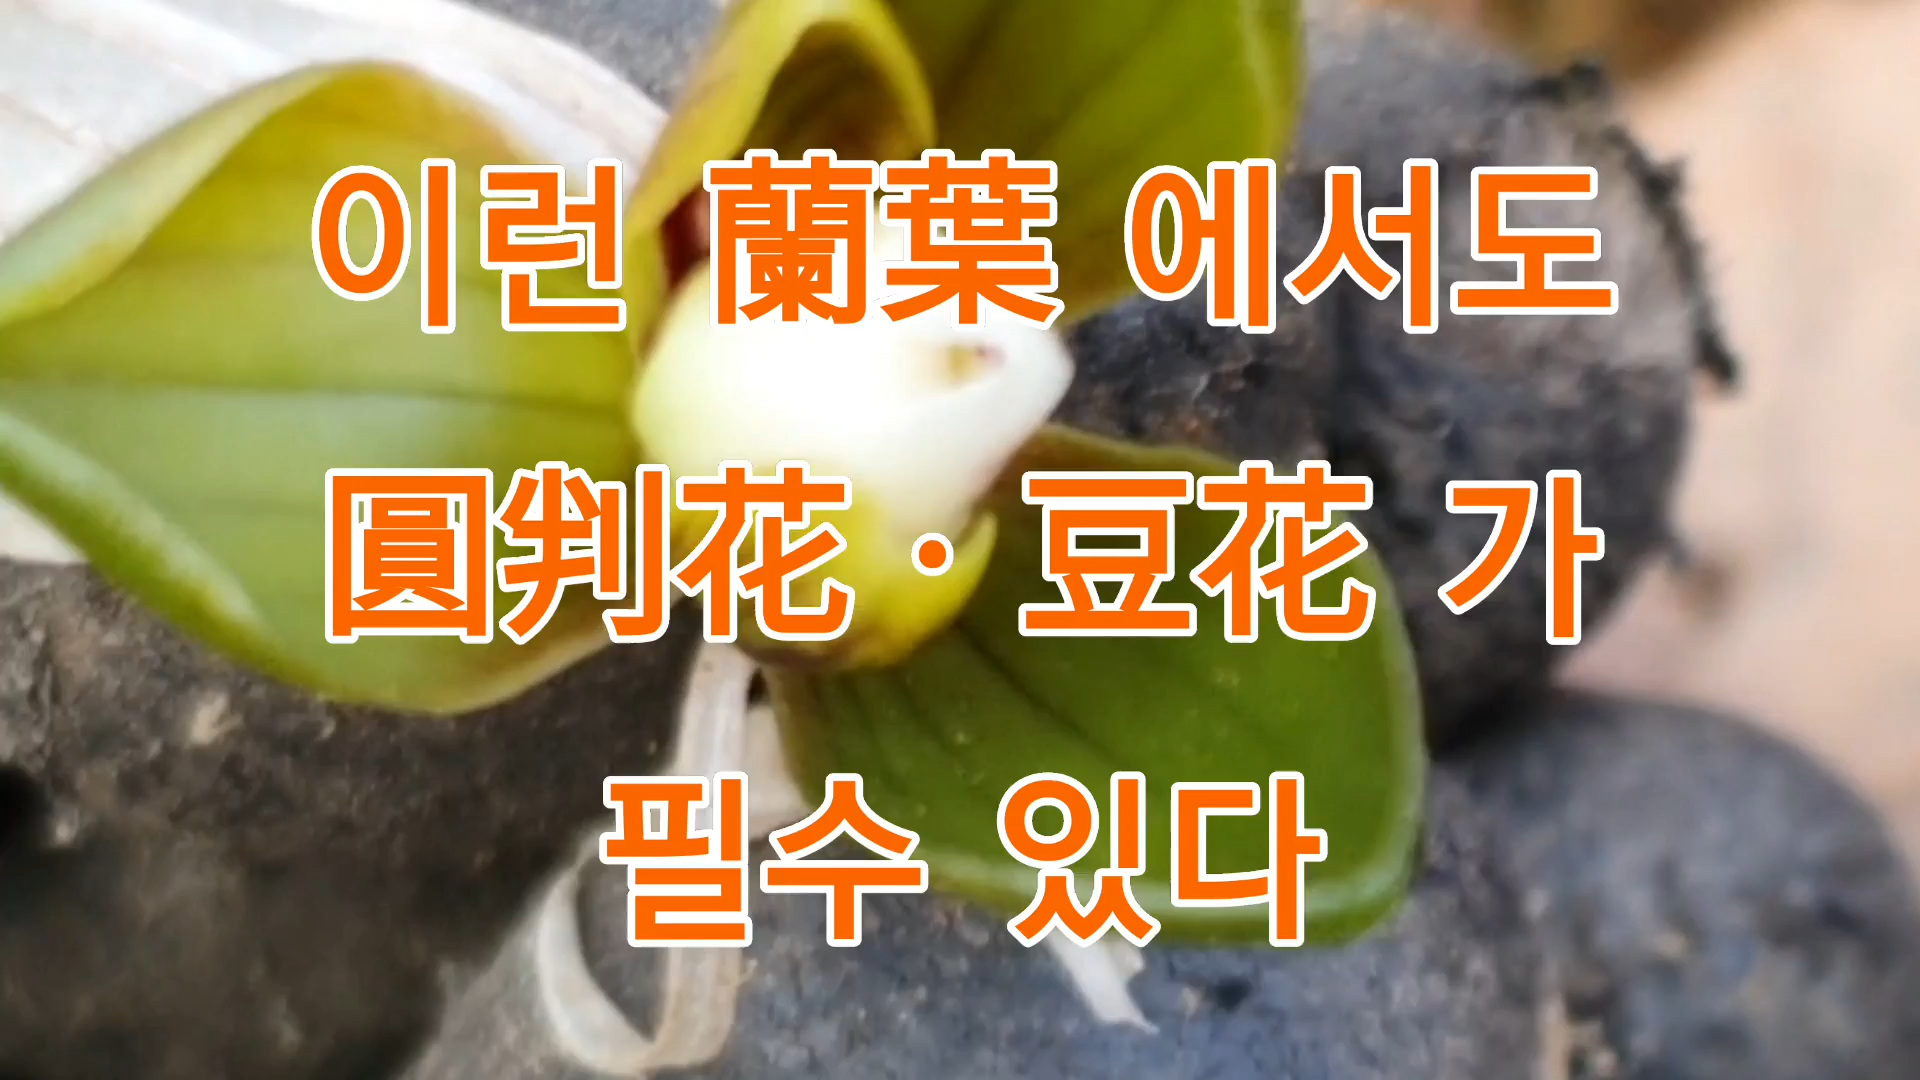 이런 蘭葉 에서도
圓判花 · 豆花 가
필수 있다